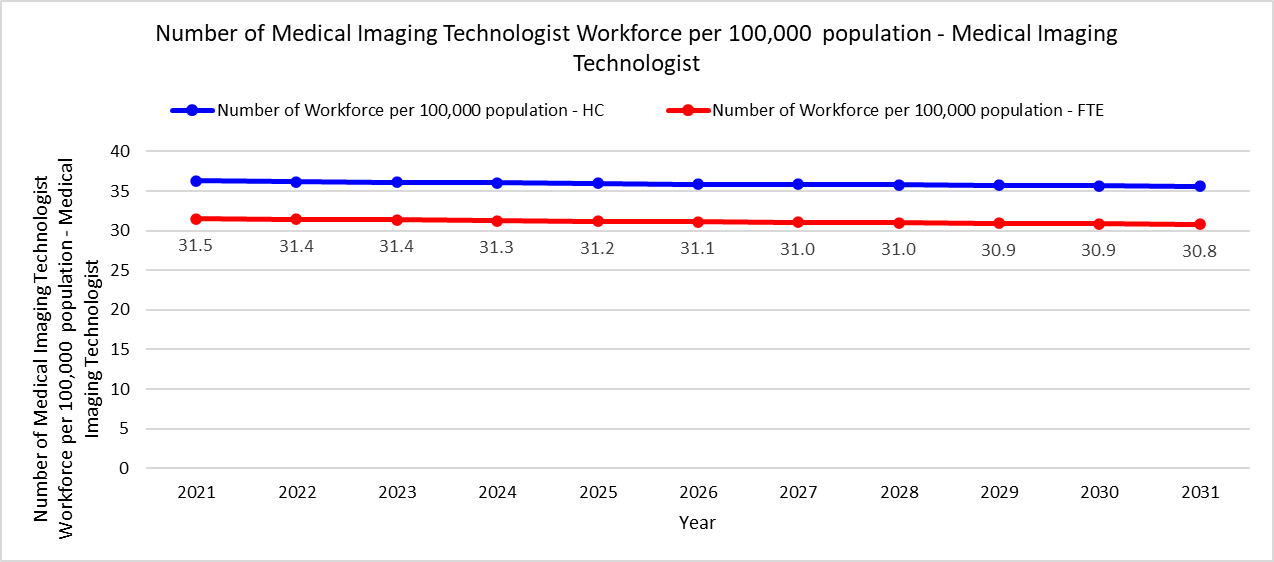 Number of Medical Imaging Technologist Workforce per 100,000 population - Medical Imaging
Technologist
Number of Workforce per 100,000 population - HC
Number of Workforce per 100,000 population - FTE
Number of Medical Imaging Technologist
Workforce per 100,000 population - Medical
Imaging Technologist
40
35
30
25
20
15
10
5
0
31.5 31.4 31.4 31.3 31.2 31.1 31.0 31.0 30.9 30.9 30.8
2021 2022 2023 2024 2025 2026 2027 2028 2029 2030 2031
Year